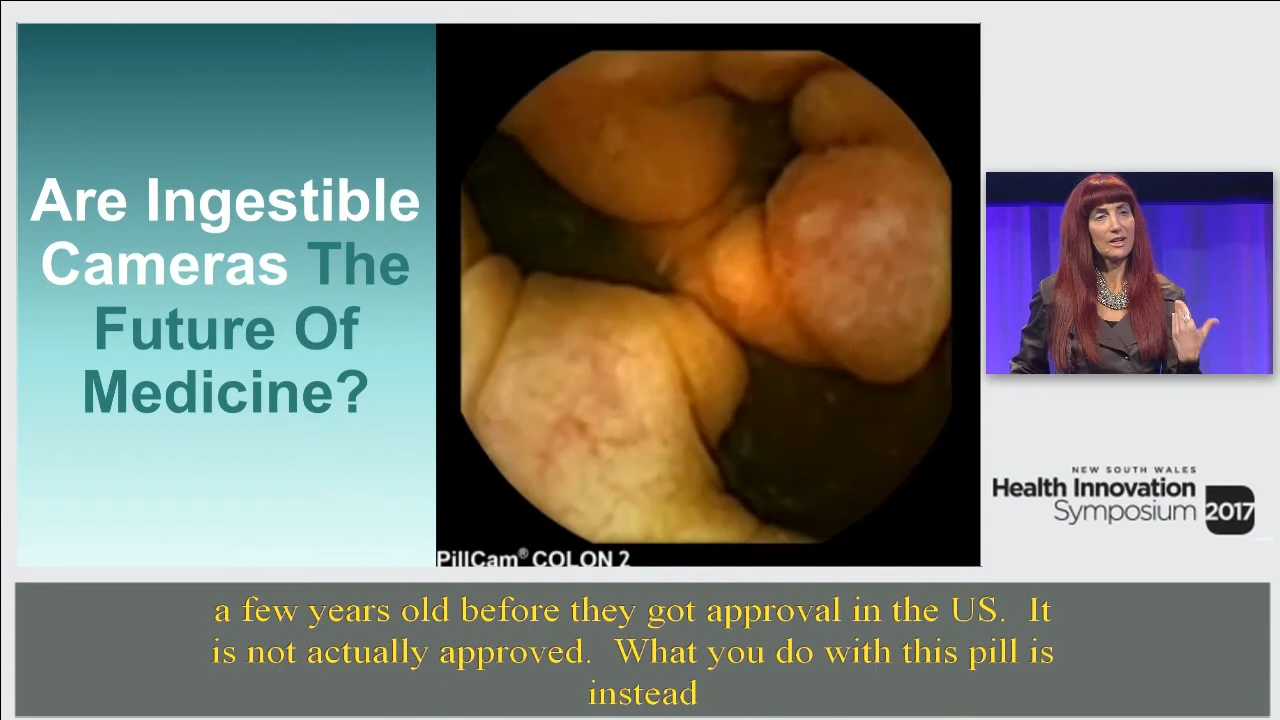 Are Ingestible
Cameras The
Future Of
Medicine?
PillCam® COLON 2
NEW SOUTH WALES
Health Innovation
Symposium 2017
a few years old before they got approval in the US. It
is not actually approved. What you do with this pill is
instead